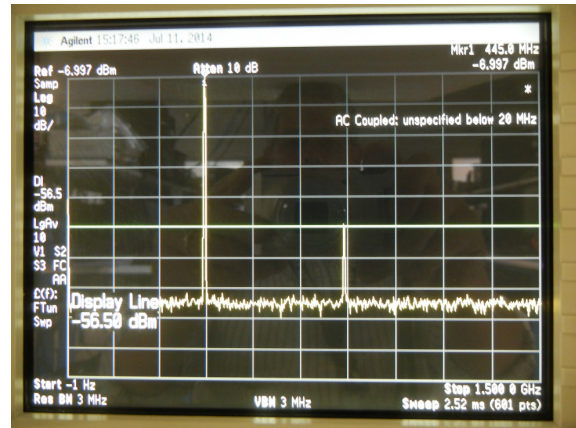 Agilent 15:17:46 Jul 11, 2014
Mkr1 445.0 MHz
Ref -6.997 dBm Atten 10 dB -6.997 dBm
Samp
Log
10
dB/
1
*
AC Coupled: unspecified below 20 MHz
DI
-56.5
dBm
LgAv
10
V1 S2
S3 FC
AA
£(f):
FTun
Swp
Display Line
-56.50 dBm
Start -1 Hz Stop 1.500 0 GHz
Res BW 3 MHz VBW 3 MHz Sweep 2.52 ms (601 pts)